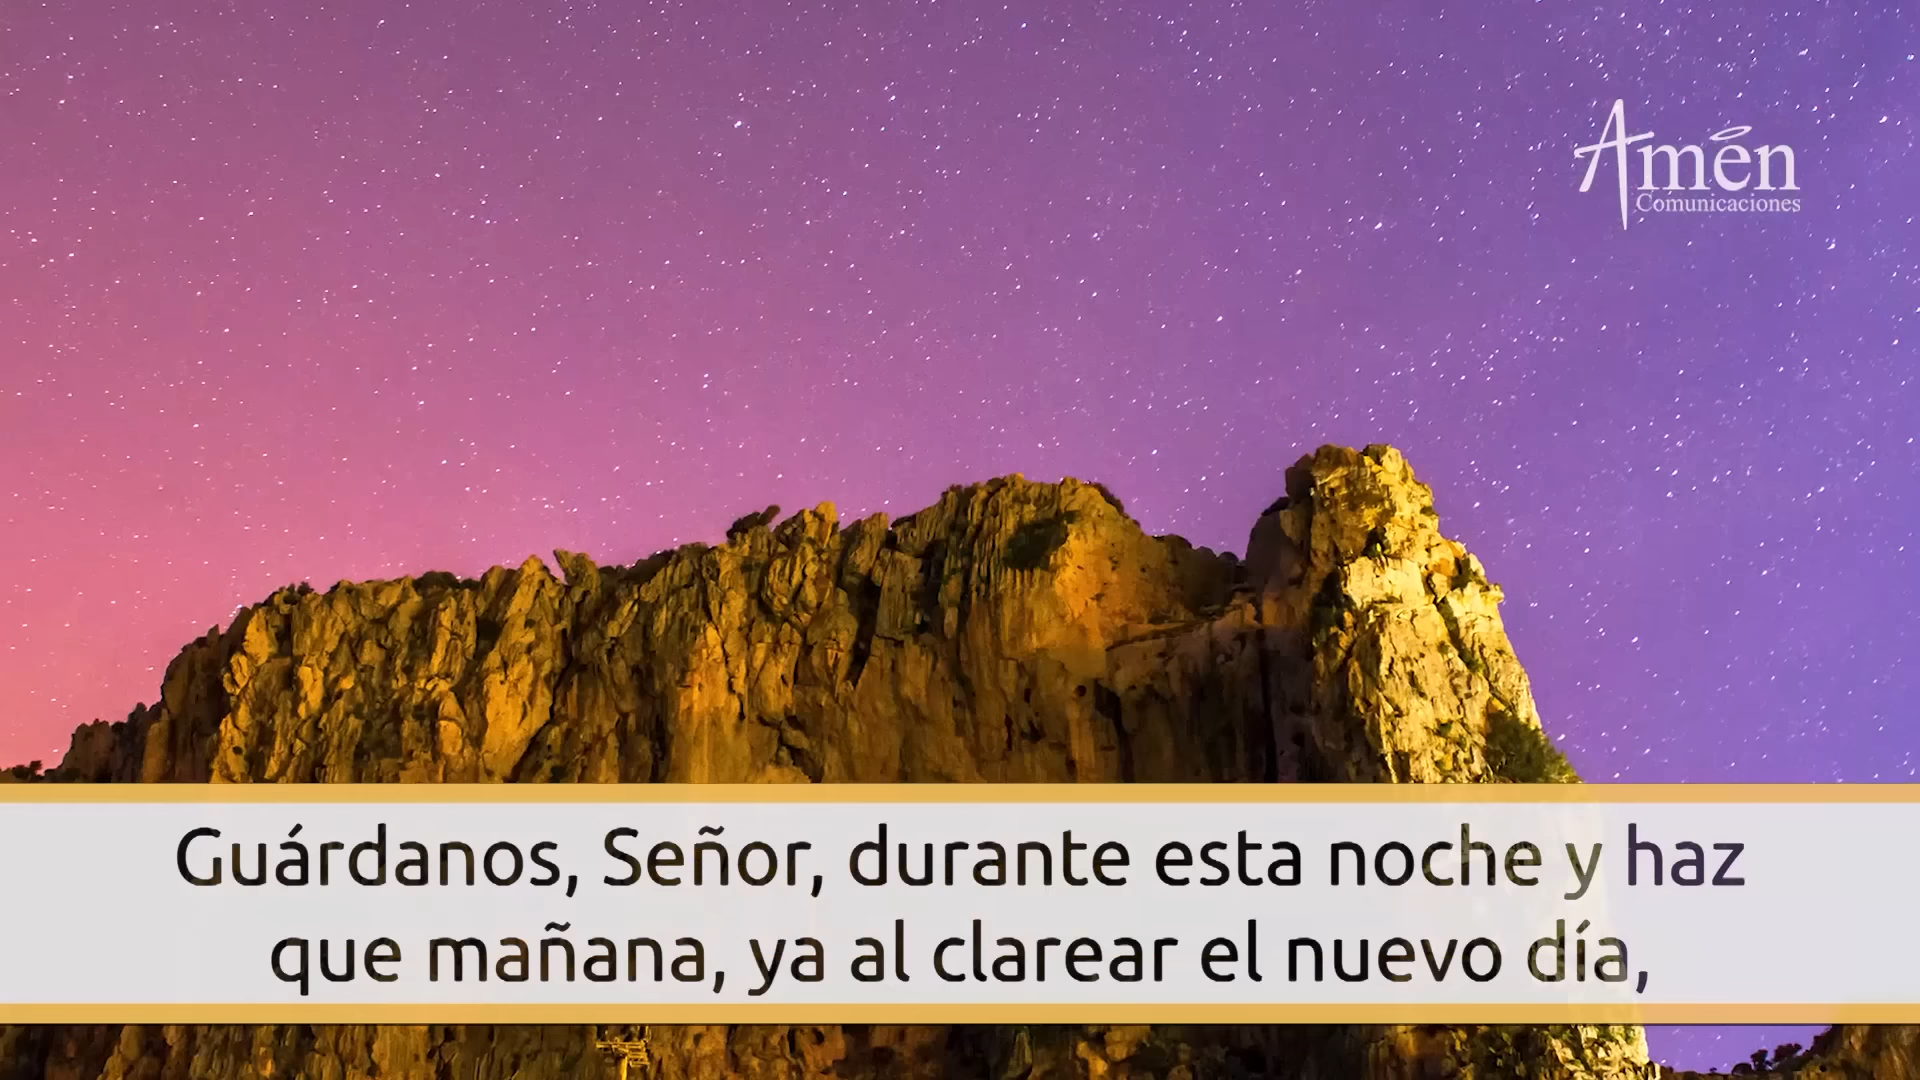 Amén
Comunicaciones
Guárdanos, Señor, durante esta noche y haz
que mañana, ya al clarear el nuevo día,